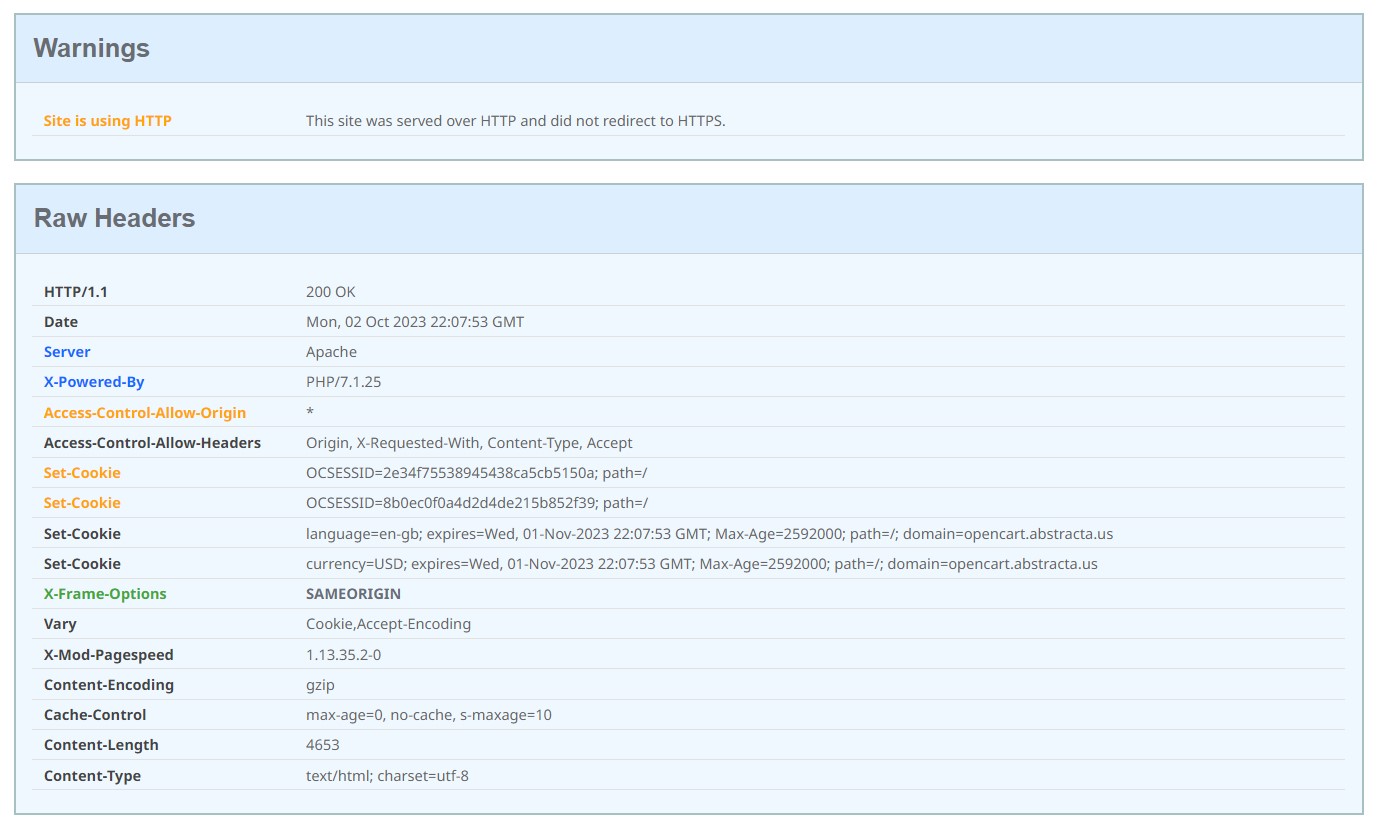 Warnings
Site is using HTTP This site was served over HTTP and did not redirect to HTTPS.
Raw Headers
HTTP/1.1 200 OK
Date Mon, 02 Oct 2023 22:07:53 GMT
Server Apache
X-Powered-By PHP/7.1.25
Access-Control-Allow-Origin *
Access-Control-Allow-Headers Origin, X-Requested-With, Content-Type, Accept
Set-Cookie OCSESSID=2e34f75538945438ca5cb5150a; path=/
Set-Cookie OCSESSID=8b0ec0f0a4d2d4de215b852f39; path=/
Set-Cookie language=en-gb; expires=Wed, 01-Nov-2023 22:07:53 GMT; Max-Age=2592000; path=/; domain=opencart.abstracta.us
Set-Cookie currency=USD; expires=Wed, 01-Nov-2023 22:07:53 GMT; Max-Age=2592000; path=/; domain=opencart.abstracta.us
X-Frame-Options SAMEORIGIN
Vary Cookie,Accept-Encoding
X-Mod-Pagespeed 1.13.35.2-0
Content-Encoding gzip
Cache-Control max-age=0, no-cache, s-maxage=10
Content-Length 4653
Content-Type text/html; charset=utf-8